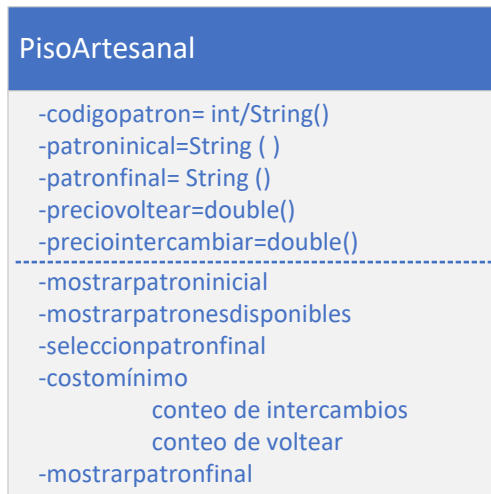 PisoArtesanal
-codigopatron= int/String()
-patroninical=String ( )
-patronfinal= String ()
-preciovoltear=double()
-preciointercambiar=double()
-mostrarpatroninicial
-mostrarpatronesdisponibles
-seleccionpatronfinal
-costomínimo
conteo de intercambios
conteo de voltear
-mostrarpatronfinal